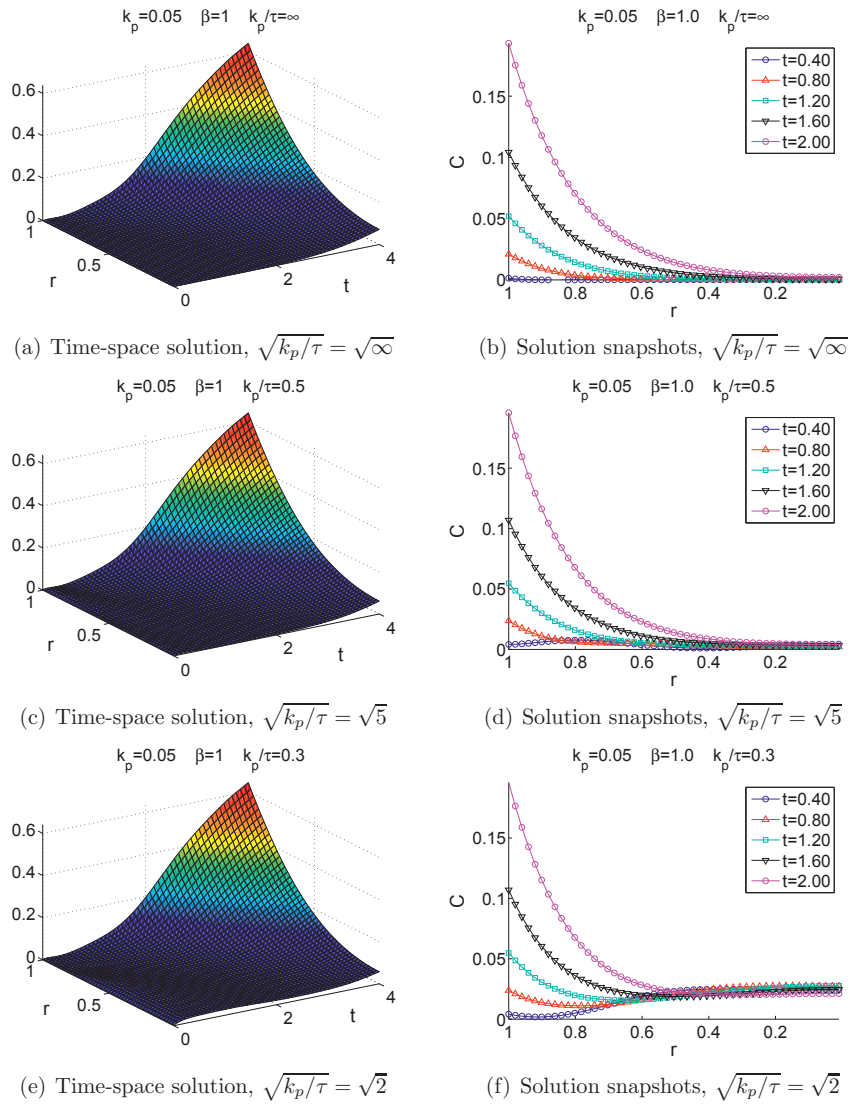 k_p=0.05 β=1 k_p/τ=∞
0.6
0.4
0.2
0
1
0.5
r
0
2
t
4
(a) Time-space solution, √(k_p/τ) = √∞
k_p=0.05 β=1.0 k_p/τ=∞
t=0.40
t=0.80
t=1.20
t=1.60
t=2.00
0.15
0.1
0.05
0
C
1 0.8 0.6 0.4 0.2
r
(b) Solution snapshots, √(k_p/τ) = √∞
k_p=0.05 β=1 k_p/τ=0.5
0.6
0.4
0.2
0
1
0.5
r
0
2
t
4
(c) Time-space solution, √(k_p/τ) = √5
k_p=0.05 β=1.0 k_p/τ=0.5
t=0.40
t=0.80
t=1.20
t=1.60
t=2.00
0.15
0.1
0.05
0
C
1 0.8 0.6 0.4 0.2
r
(d) Solution snapshots, √(k_p/τ) = √5
k_p=0.05 β=1 k_p/τ=0.3
0.6
0.4
0.2
0
1
0.5
r
0
2
t
4
(e) Time-space solution, √(k_p/τ) = √2
k_p=0.05 β=1.0 k_p/τ=0.3
t=0.40
t=0.80
t=1.20
t=1.60
t=2.00
0.15
0.1
0.05
0
C
1 0.8 0.6 0.4 0.2
r
(f) Solution snapshots, √(k_p/τ) = √2